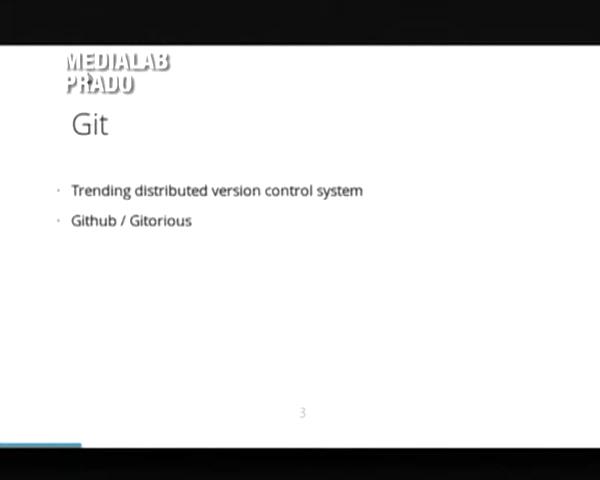 MEDIALAB
PRADO
Git
· Trending distributed version control system
· Github / Gitorious
3